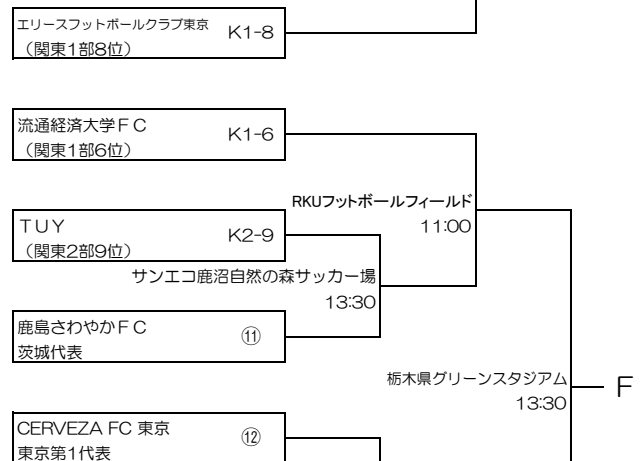 エリースフットボールクラブ東京 K1-8
（関東1部8位）
流通経済大学ＦＣ K1-6
（関東1部6位）
RKUフットボールフィールド
11:00
ＴＵＹ K2-9
（関東2部9位）
サンエコ鹿沼自然の森サッカー場
13:30
鹿島さわやかＦＣ ⑪
茨城代表
栃木県グリーンスタジアム
F
13:30
CERVEZA FC 東京 ⑫
東京第1代表